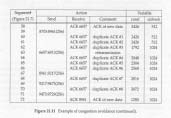 Segment# Action Variable
(Figure 21.7) Send Receive Comment cwnd ssthresh
58 ACK 6657 ACK of new data 2426 512
59 8705:8961(256)
60 ACK 6657 duplicate ACK #1 2426 512
61 ACK 6657 duplicate ACK #2 2426 512
62 ACK 6657 duplicate ACK #3 1792 1024
63 6657:6913(256) retransmission
64 ACK 6657 duplicate ACK #4 2048 1024
65 ACK 6657 duplicate ACK #5 2304 1024
66 ACK 6657 duplicate ACK #6 2560 1024
67 8961:9217(256)
68 ACK 6657 duplicate ACK #7 2816 1024
69 9217:9473(256)
70 ACK 6657 duplicate ACK #8 3072 1024
71 9473:9729(256)
72 ACK 8961 ACK of new data 1280 1024
Figure 21.11 Example of congestion avoidance (continued).